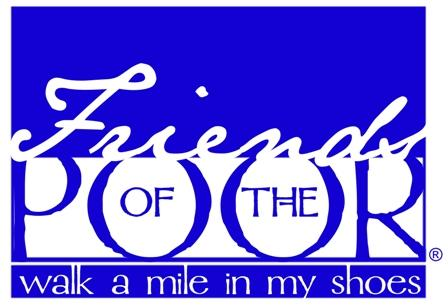 Friends
OF THE
POOR®
walk a mile in my shoes